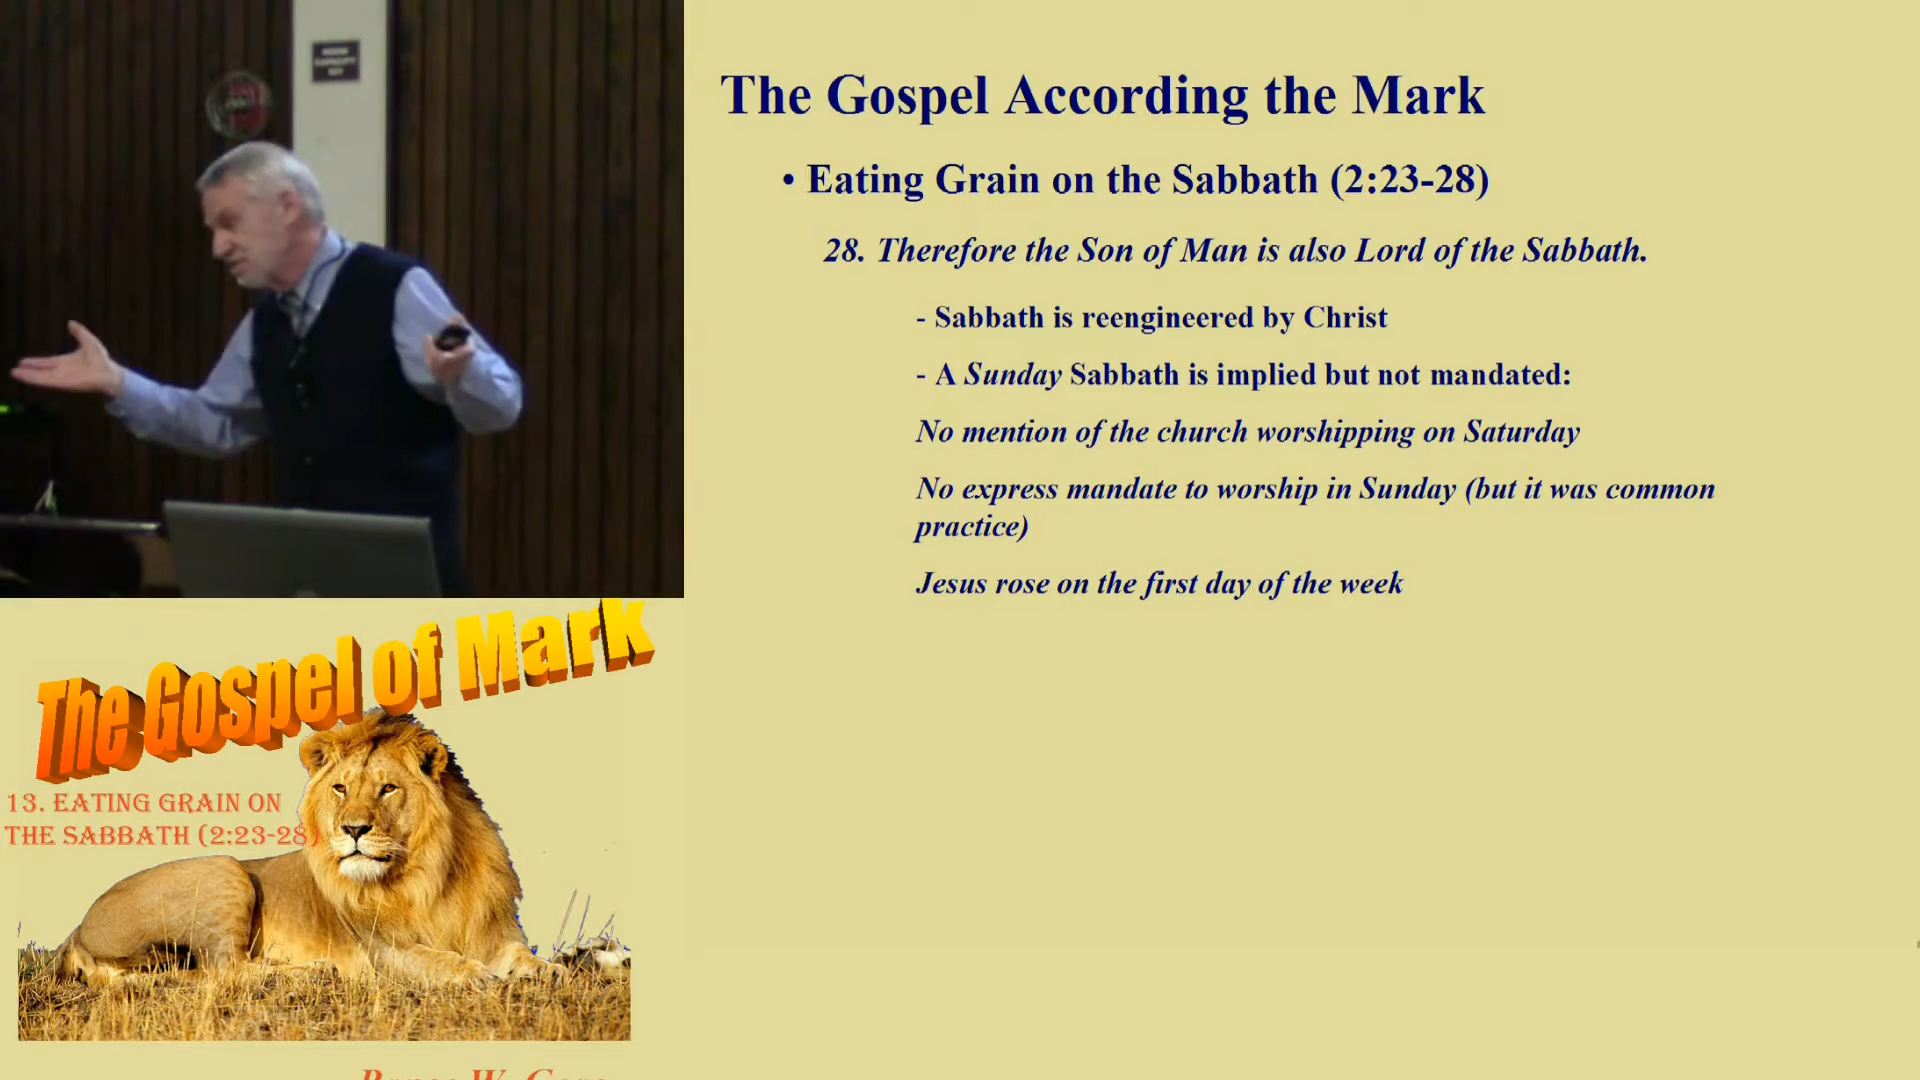 The Gospel According the Mark
• Eating Grain on the Sabbath (2:23-28)
28. Therefore the Son of Man is also Lord of the Sabbath.
- Sabbath is reengineered by Christ
- A Sunday Sabbath is implied but not mandated:
No mention of the church worshipping on Saturday
No express mandate to worship in Sunday (but it was common
practice)
Jesus rose on the first day of the week
The Gospel of Mark
13. EATING GRAIN ON
THE SABBATH (2:23-28)